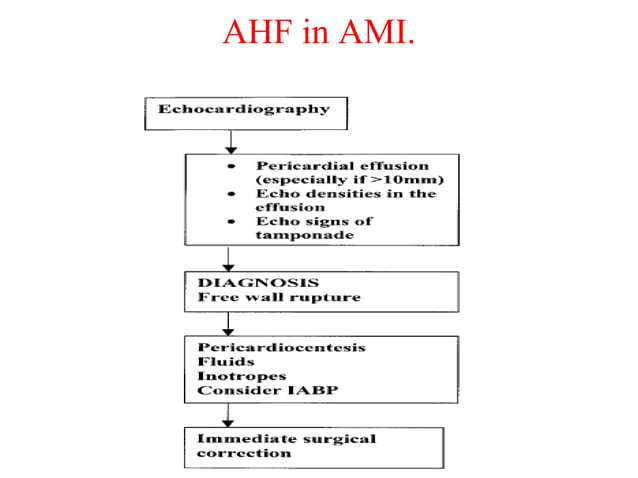 AHF in AMI.
Echocardiography
• Pericardial effusion
(especially if >10mm)
• Echo densities in the
effusion
• Echo signs of
tamponade
DIAGNOSIS
Free wall rupture
Pericardiocentesis
Fluids
Inotropes
Consider IABP
Immediate surgical
correction